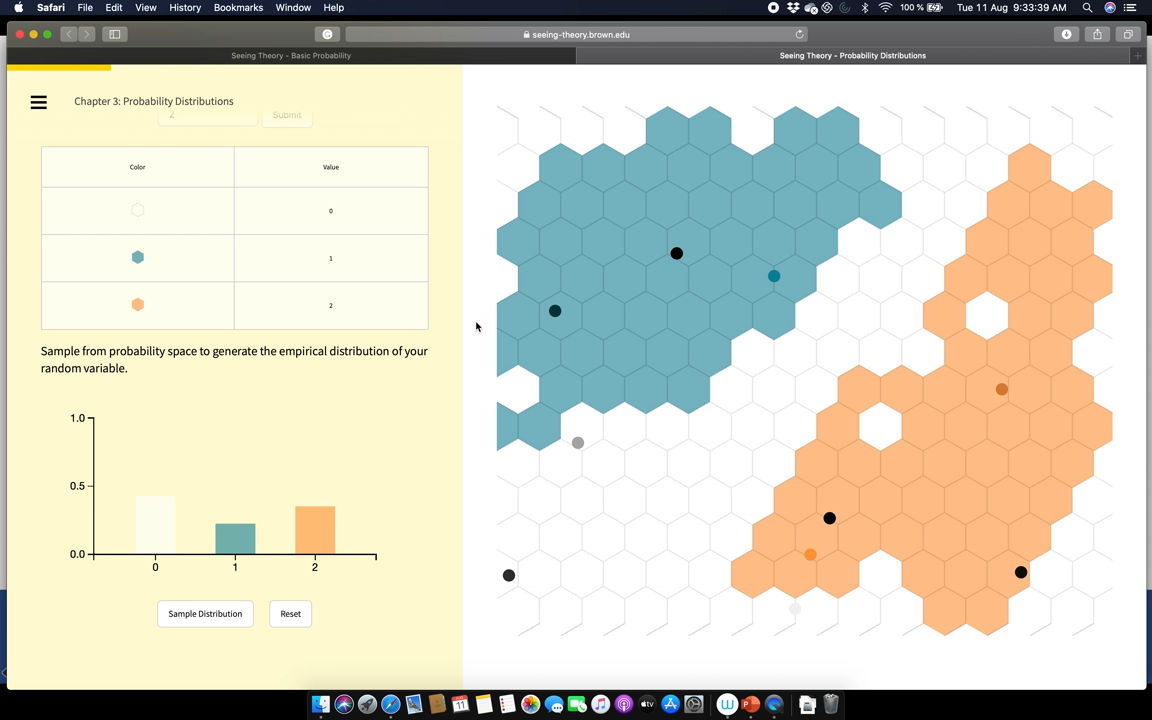 Safari File Edit View History Bookmarks Window Help 100 % Tue 11 Aug 9:33:39 AM
seeing-theory.brown.edu
Seeing Theory - Basic Probability Seeing Theory - Probability Distributions
Chapter 3: Probability Distributions
2 Submit
Color Value
0
1
2
Sample from probability space to generate the empirical distribution of your
random variable.
1.0
0.5
0.0
0 1 2
Sample Distribution Reset